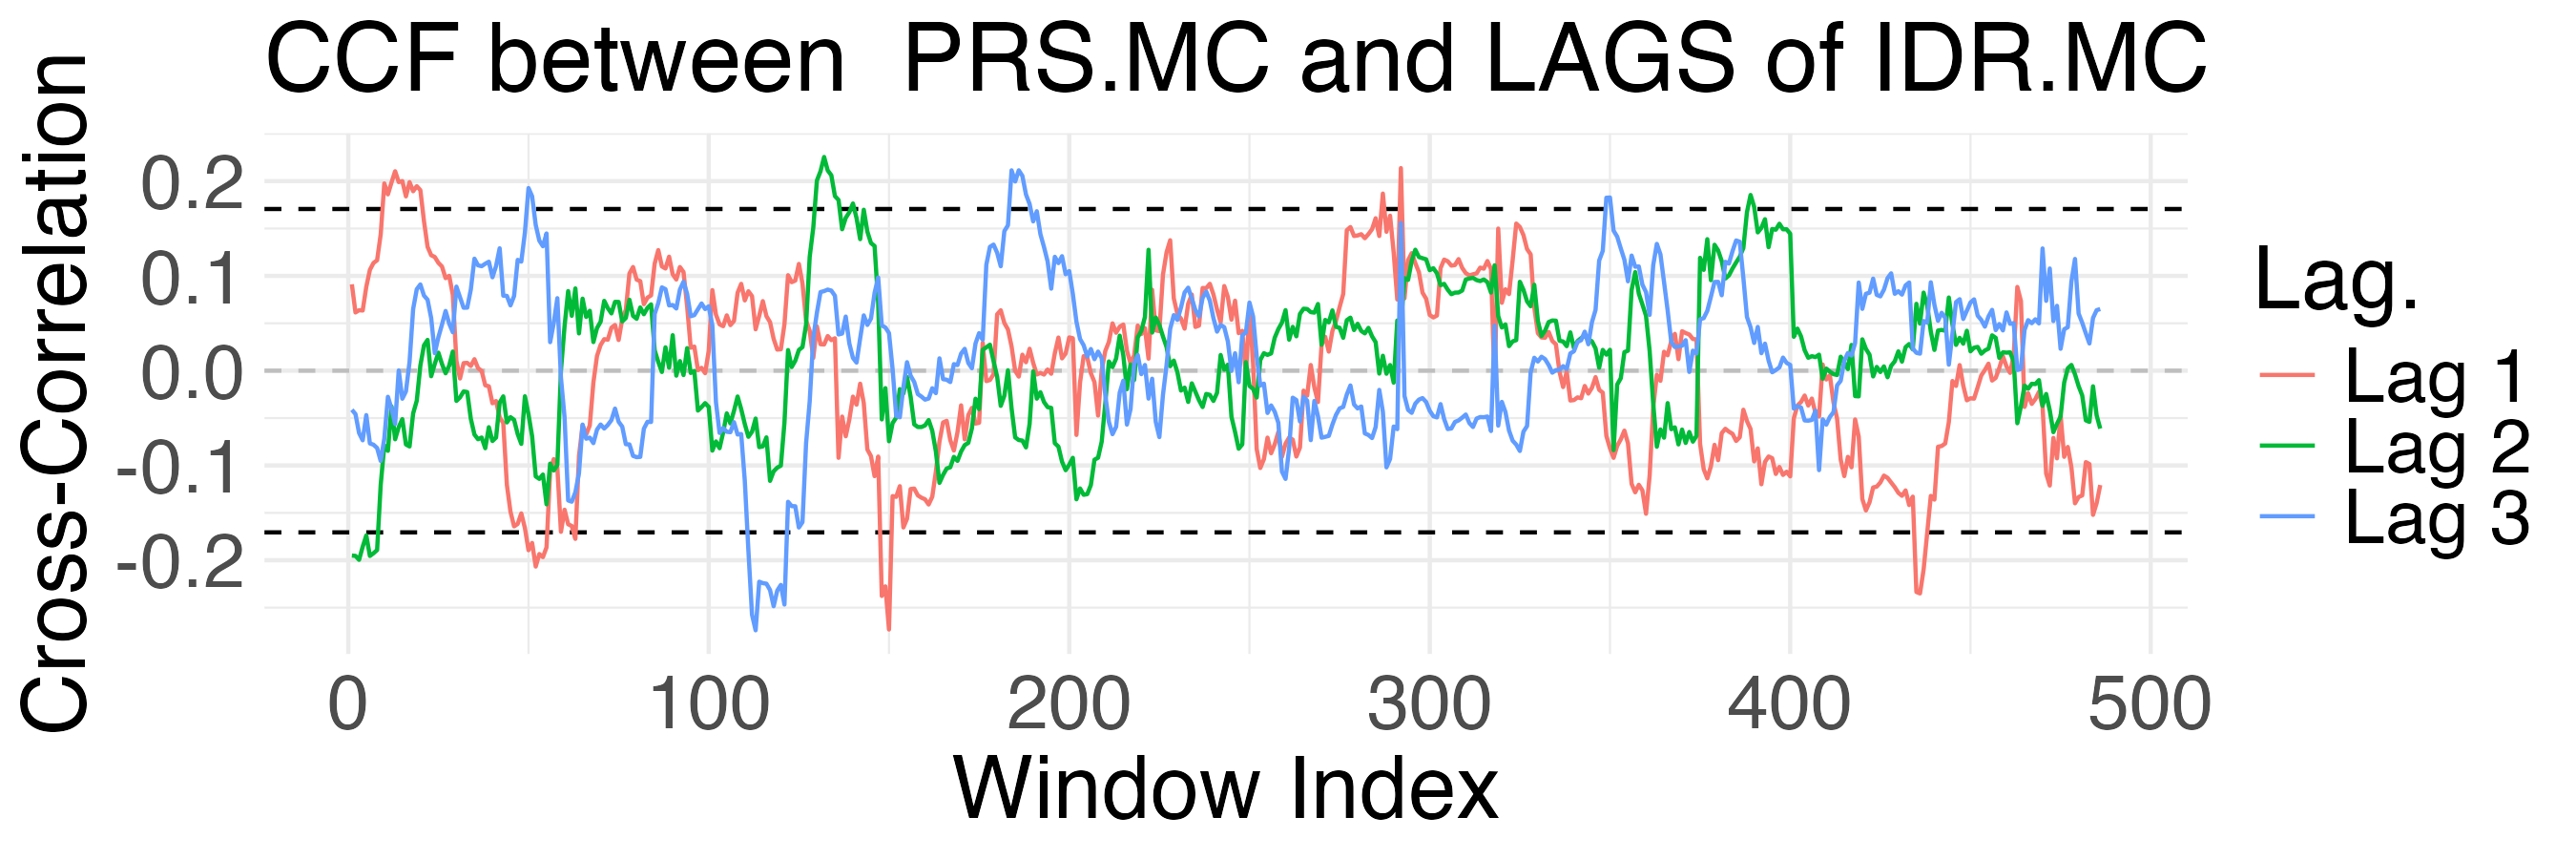 CCF between  PRS.MC and LAGS of IDR.MC
Cross-Correlation
0.2
0.1
0.0
-0.1
-0.2
0 100 200 300 400 500
Window Index
Lag.
Lag 1
Lag 2
Lag 3